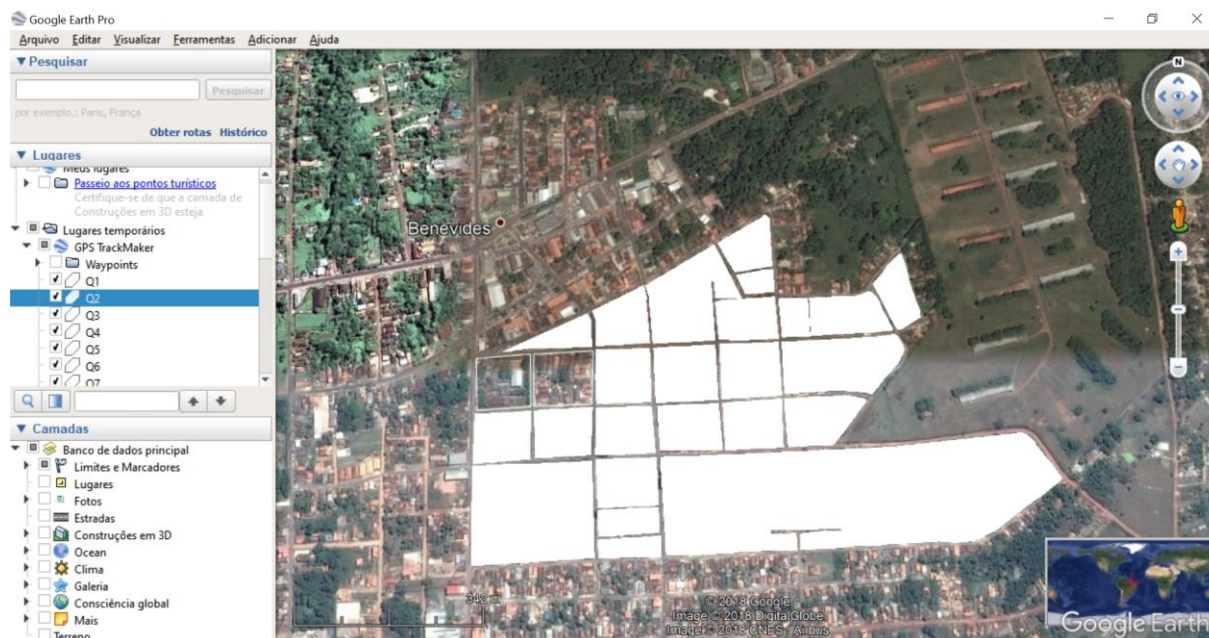 Google Earth Pro
Arquivo Editar Visualizar Ferramentas Adicionar Ajuda
Pesquisar
Pesquisar
por exemplo,: Paris, França
Obter rotas Histórico
Lugares
Meus lugares
Passeio aos pontos turísticos
Certifique-se de que a camada de
Construções em 3D esteja
Lugares temporários
GPS TrackMaker
Waypoints
Q1
Q2
Q3
Q4
Q5
Q6
Q7
Camadas
Banco de dados principal
Limites e Marcadores
Lugares
Fotos
Estradas
Construções em 3D
Ocean
Clima
Galeria
Consciência global
Mais
Terreno
N
Benevides
342 m
© 2018 Google
Image © 2018 DigitalGlobe
Image © 2018 CNES / Airbus
Google Earth